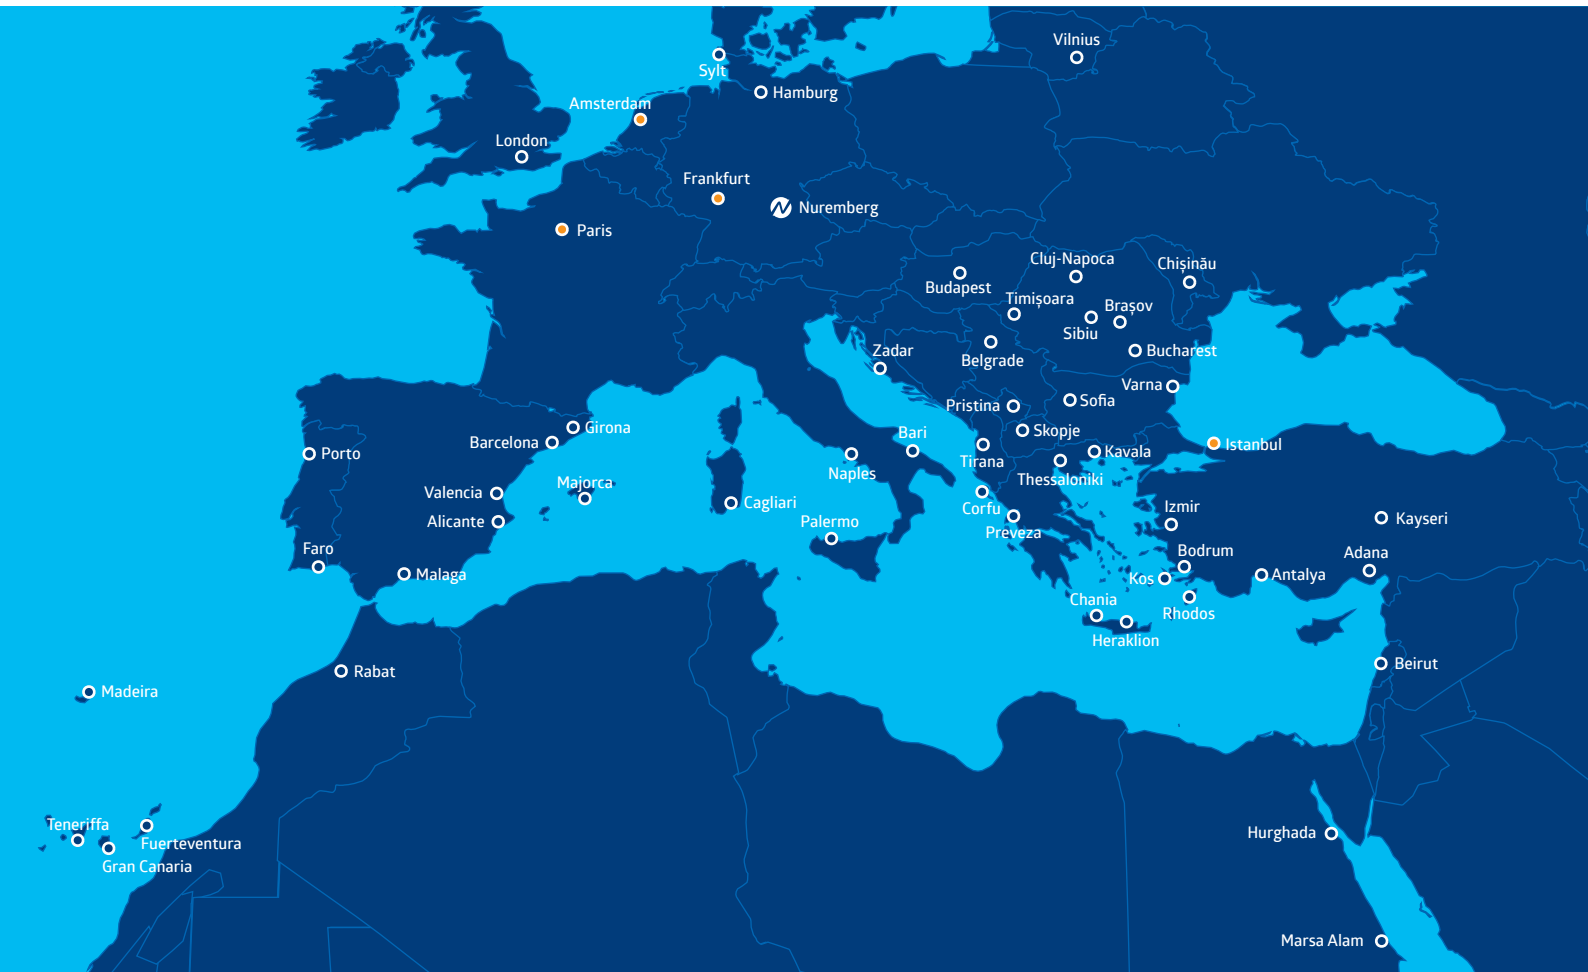 Vilnius
Sylt
Hamburg
Amsterdam
London
Frankfurt
Nuremberg
Paris
Cluj-Napoca
Chișinău
Budapest
Timișoara
Brașov
Sibiu
Belgrade
Bucharest
Zadar
Varna
Sofia
Pristina
Girona
Skopje
Bari
Barcelona
Istanbul
Porto
Kavala
Tirana
Naples
Thessaloniki
Majorca
Valencia
Cagliari
Corfu
Izmir
Alicante
Palermo
Preveza
Kayseri
Faro
Bodrum
Adana
Malaga
Kos
Antalya
Chania
Rhodos
Heraklion
Beirut
Rabat
Madeira
Teneriffa
Hurghada
Fuerteventura
Gran Canaria
Marsa Alam